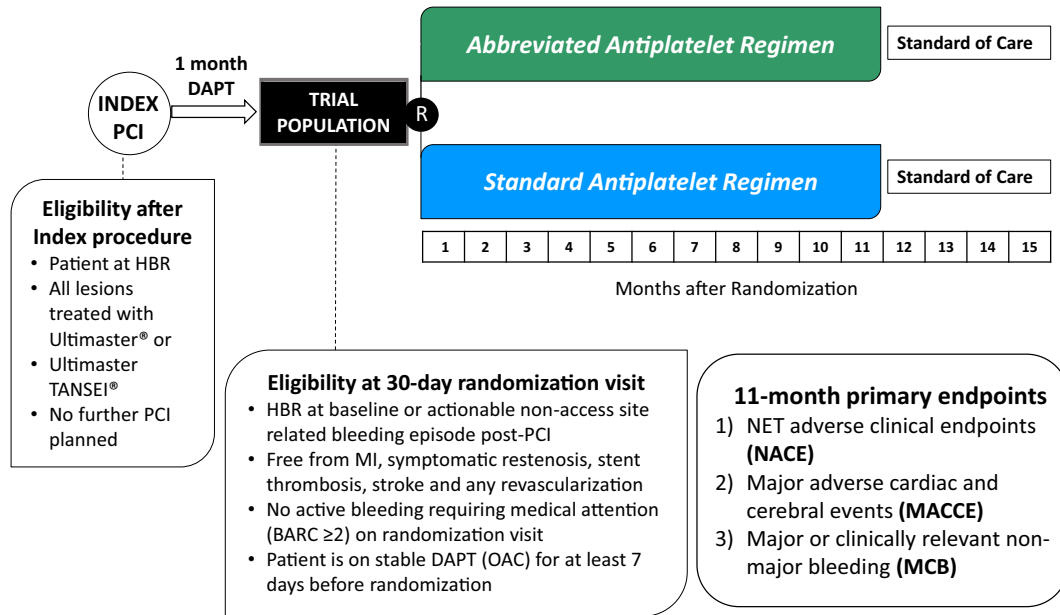 Abbreviated Antiplatelet Regimen
Standard of Care
1 month
DAPT
INDEX
PCI
TRIAL
POPULATION
R
Standard Antiplatelet Regimen
Standard of Care
1 2 3 4 5 6 7 8 9 10 11 12 13 14 15
Months after Randomization
Eligibility after
Index procedure
• Patient at HBR
• All lesions
treated with
Ultimaster® or
• Ultimaster
TANSEI®
• No further PCI
planned
Eligibility at 30-day randomization visit
• HBR at baseline or actionable non-access site
related bleeding episode post-PCI
• Free from MI, symptomatic restenosis, stent
thrombosis, stroke and any revascularization
• No active bleeding requiring medical attention
(BARC ≥2) on randomization visit
• Patient is on stable DAPT (OAC) for at least 7
days before randomization
11-month primary endpoints
1) NET adverse clinical endpoints
(NACE)
2) Major adverse cardiac and
cerebral events (MACCE)
3) Major or clinically relevant non-
major bleeding (MCB)